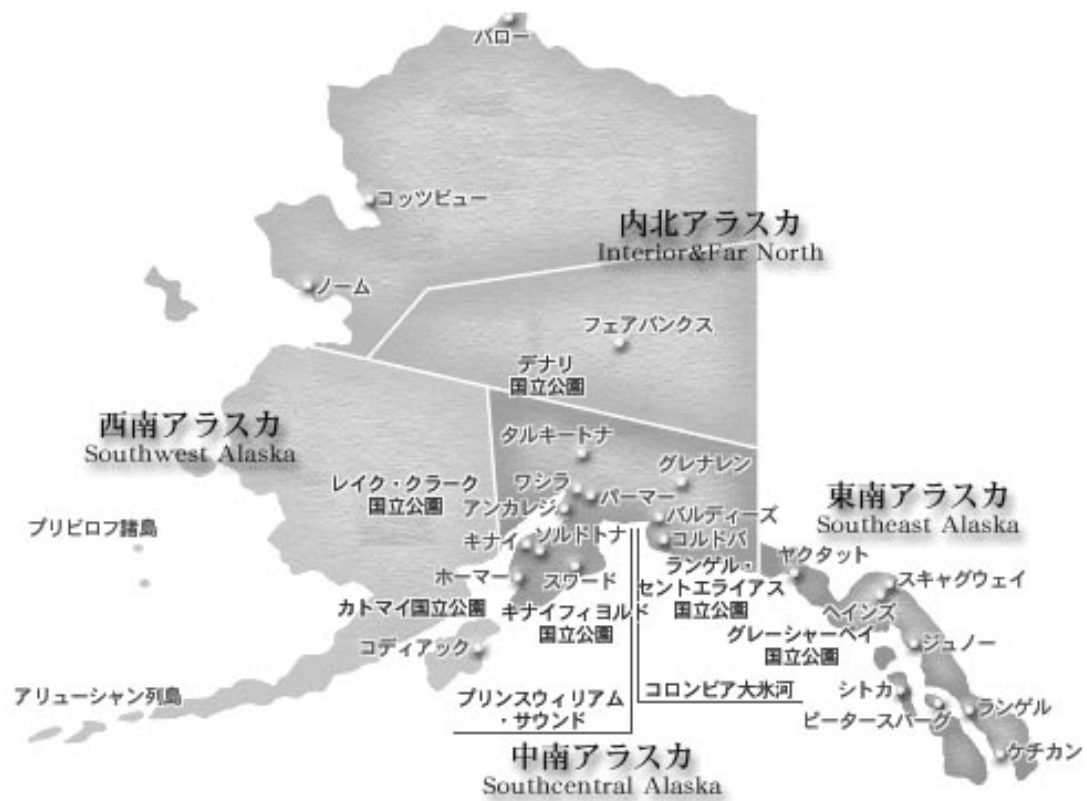 バロー
コッツビュー
内北アラスカ
Interior&Far North
ノーム
フェアバンクス
デナリ
国立公園
西南アラスカ
Southwest Alaska
タルキートナ
グレナレン
レイク・クラーク
国立公園
ワシラ
パーマー
アンカレジ
バルディーズ
東南アラスカ
Southeast Alaska
プリビロフ諸島
キナイ
ソルドトナ
コルドバ
ヤクタット
ホーマー
スワード
ランゲル・
セントエライアス
国立公園
スキャグウェイ
ヘインズ
カトマイ国立公園
キナイフィヨルド
国立公園
グレーシャーベイ
国立公園
ジュノー
コディアック
アリューシャン列島
プリンスウィリアム
・サウンド
コロンビア大氷河
シトカ
ピータースバーグ
ランゲル
ケチカン
中南アラスカ
Southcentral Alaska